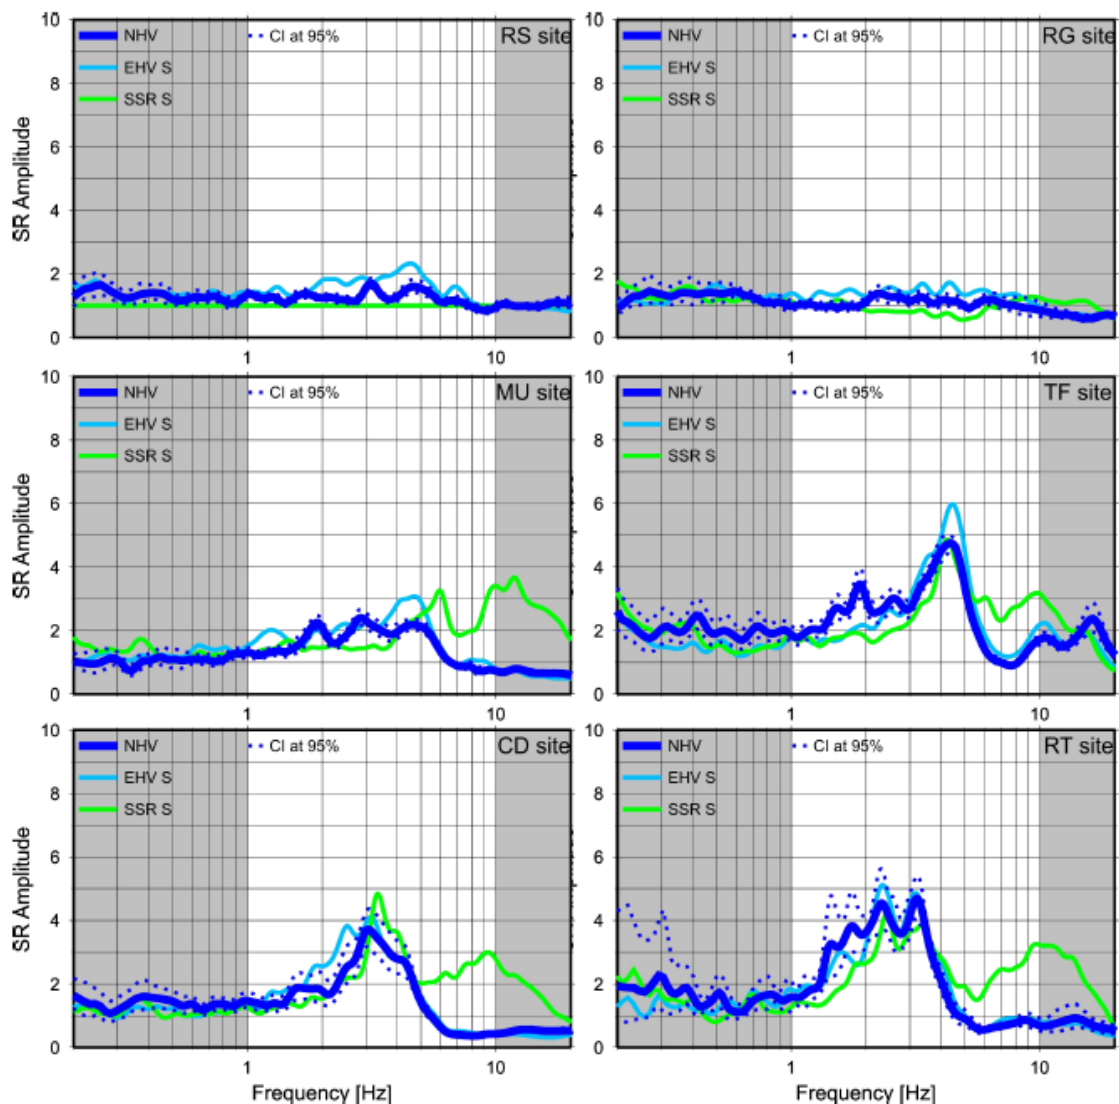 10
8
6
4
2
0
SR Amplitude
NHV
EHV S
SSR S
CI at 95%
RS site
1
10
10
8
6
4
2
0
NHV
EHV S
SSR S
CI at 95%
RG site
1
10
10
8
6
4
2
0
SR Amplitude
NHV
EHV S
SSR S
CI at 95%
MU site
1
10
10
8
6
4
2
0
NHV
EHV S
SSR S
CI at 95%
TF site
1
10
10
8
6
4
2
0
SR Amplitude
NHV
EHV S
SSR S
CI at 95%
CD site
1
10
Frequency [Hz]
10
8
6
4
2
0
NHV
EHV S
SSR S
CI at 95%
RT site
1
10
Frequency [Hz]